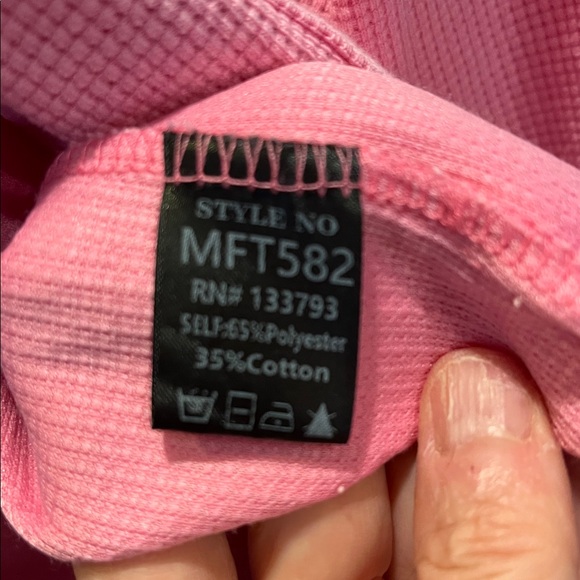 STYLE NO
MFT582
RN# 133793
SELF:65%Polyester
35%Cotton